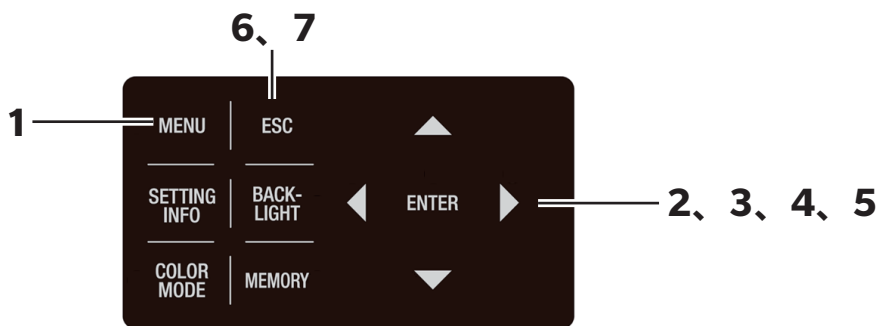 6、7
1
MENU
ESC
SETTING
INFO
BACK-
LIGHT
ENTER
2、3、4、5
COLOR
MODE
MEMORY